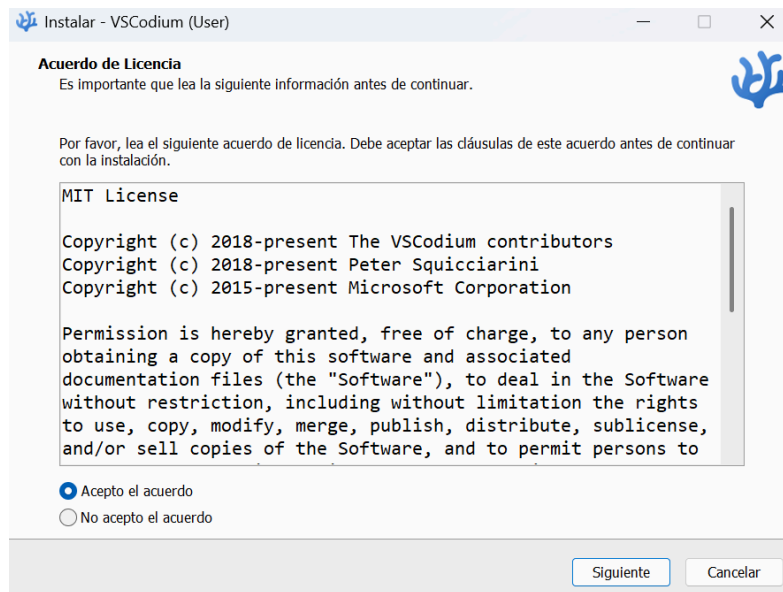 Instalar - VSCodium (User)
Acuerdo de Licencia
Es importante que lea la siguiente información antes de continuar.
Por favor, lea el siguiente acuerdo de licencia. Debe aceptar las cláusulas de este acuerdo antes de continuar
con la instalación.
MIT License
Copyright (c) 2018-present The VSCodium contributors
Copyright (c) 2018-present Peter Squicciarini
Copyright (c) 2015-present Microsoft Corporation
Permission is hereby granted, free of charge, to any person
obtaining a copy of this software and associated
documentation files (the "Software"), to deal in the Software
without restriction, including without limitation the rights
to use, copy, modify, merge, publish, distribute, sublicense,
and/or sell copies of the Software, and to permit persons to
Acepto el acuerdo
No acepto el acuerdo
Siguiente
Cancelar